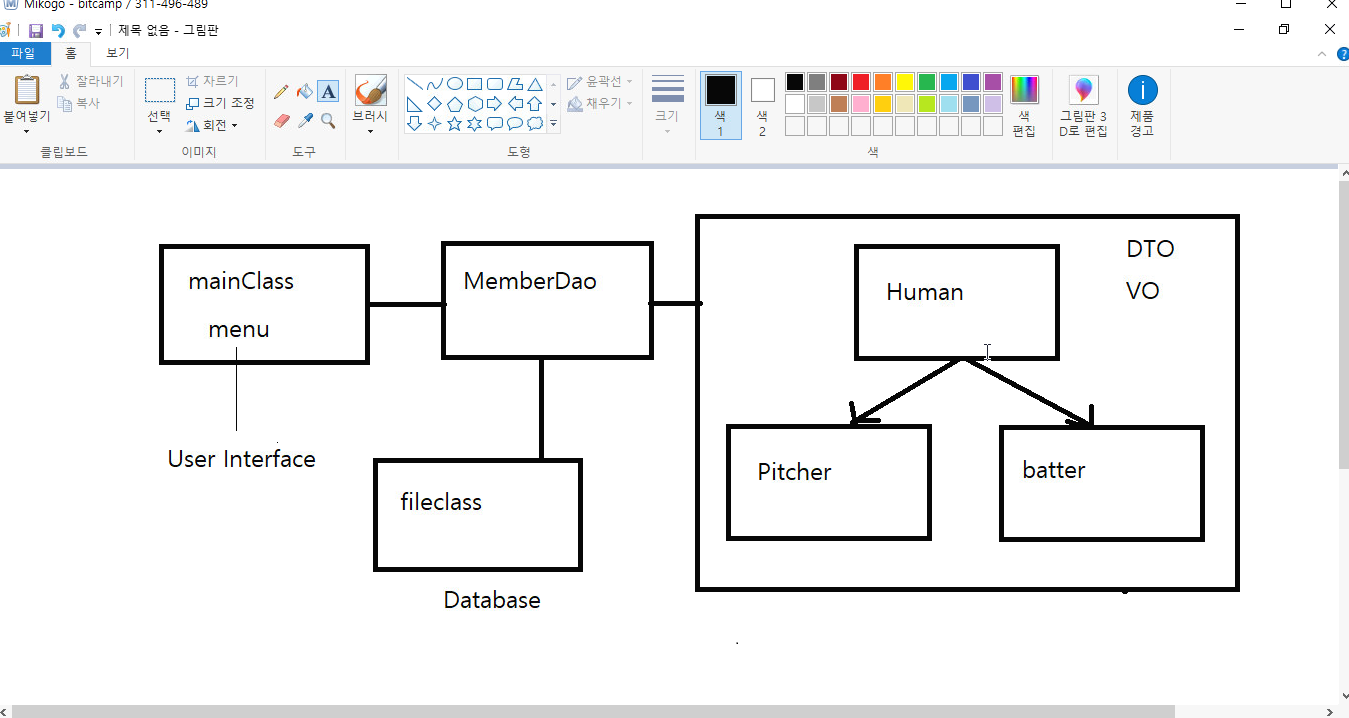 Mikogo - bitcamp / 311-496-489
제목 없음 - 그림판
파일 홈 보기
붙여넣기
잘라내기
복사
클립보드
선택
자르기
크기 조정
회전
이미지
A
도구
브러시
윤곽선
채우기
도형
크기
색
1
색
2
색
편집
색
그림판 3
D로 편집
제품
경고
mainClass
menu
User Interface
MemberDao
fileclass
Database
Human
DTO
VO
Pitcher
batter